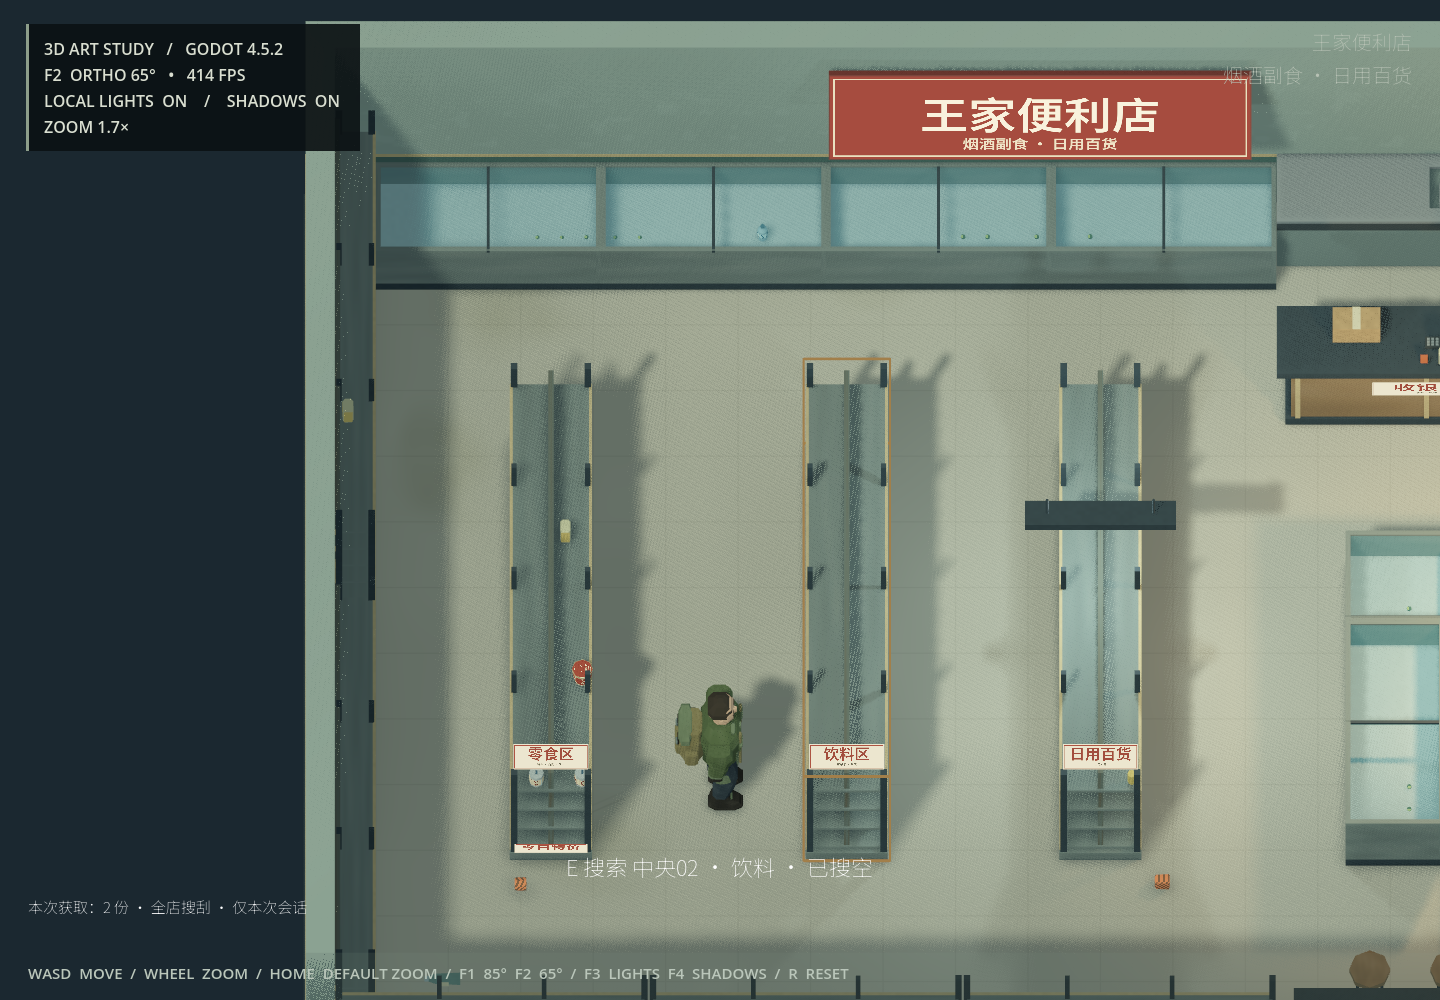 3D ART STUDY / GODOT 4.5.2
F2 ORTHO 65° • 414 FPS
LOCAL LIGHTS ON / SHADOWS ON
ZOOM 1.7×
王家便利店
烟酒副食 · 日用百货
王家便利店
烟酒副食 · 日用百货
收银
零食区
饮料区
日用百货
E 搜索 中央02 · 饮料 · 已搜空
本次获取: 2 份 · 全店搜刮 · 仅本次会话
WASD MOVE / WHEEL ZOOM / HOME DEFAULT ZOOM / F1 85° F2 65° / F3 LIGHTS F4 SHADOWS / R RESET